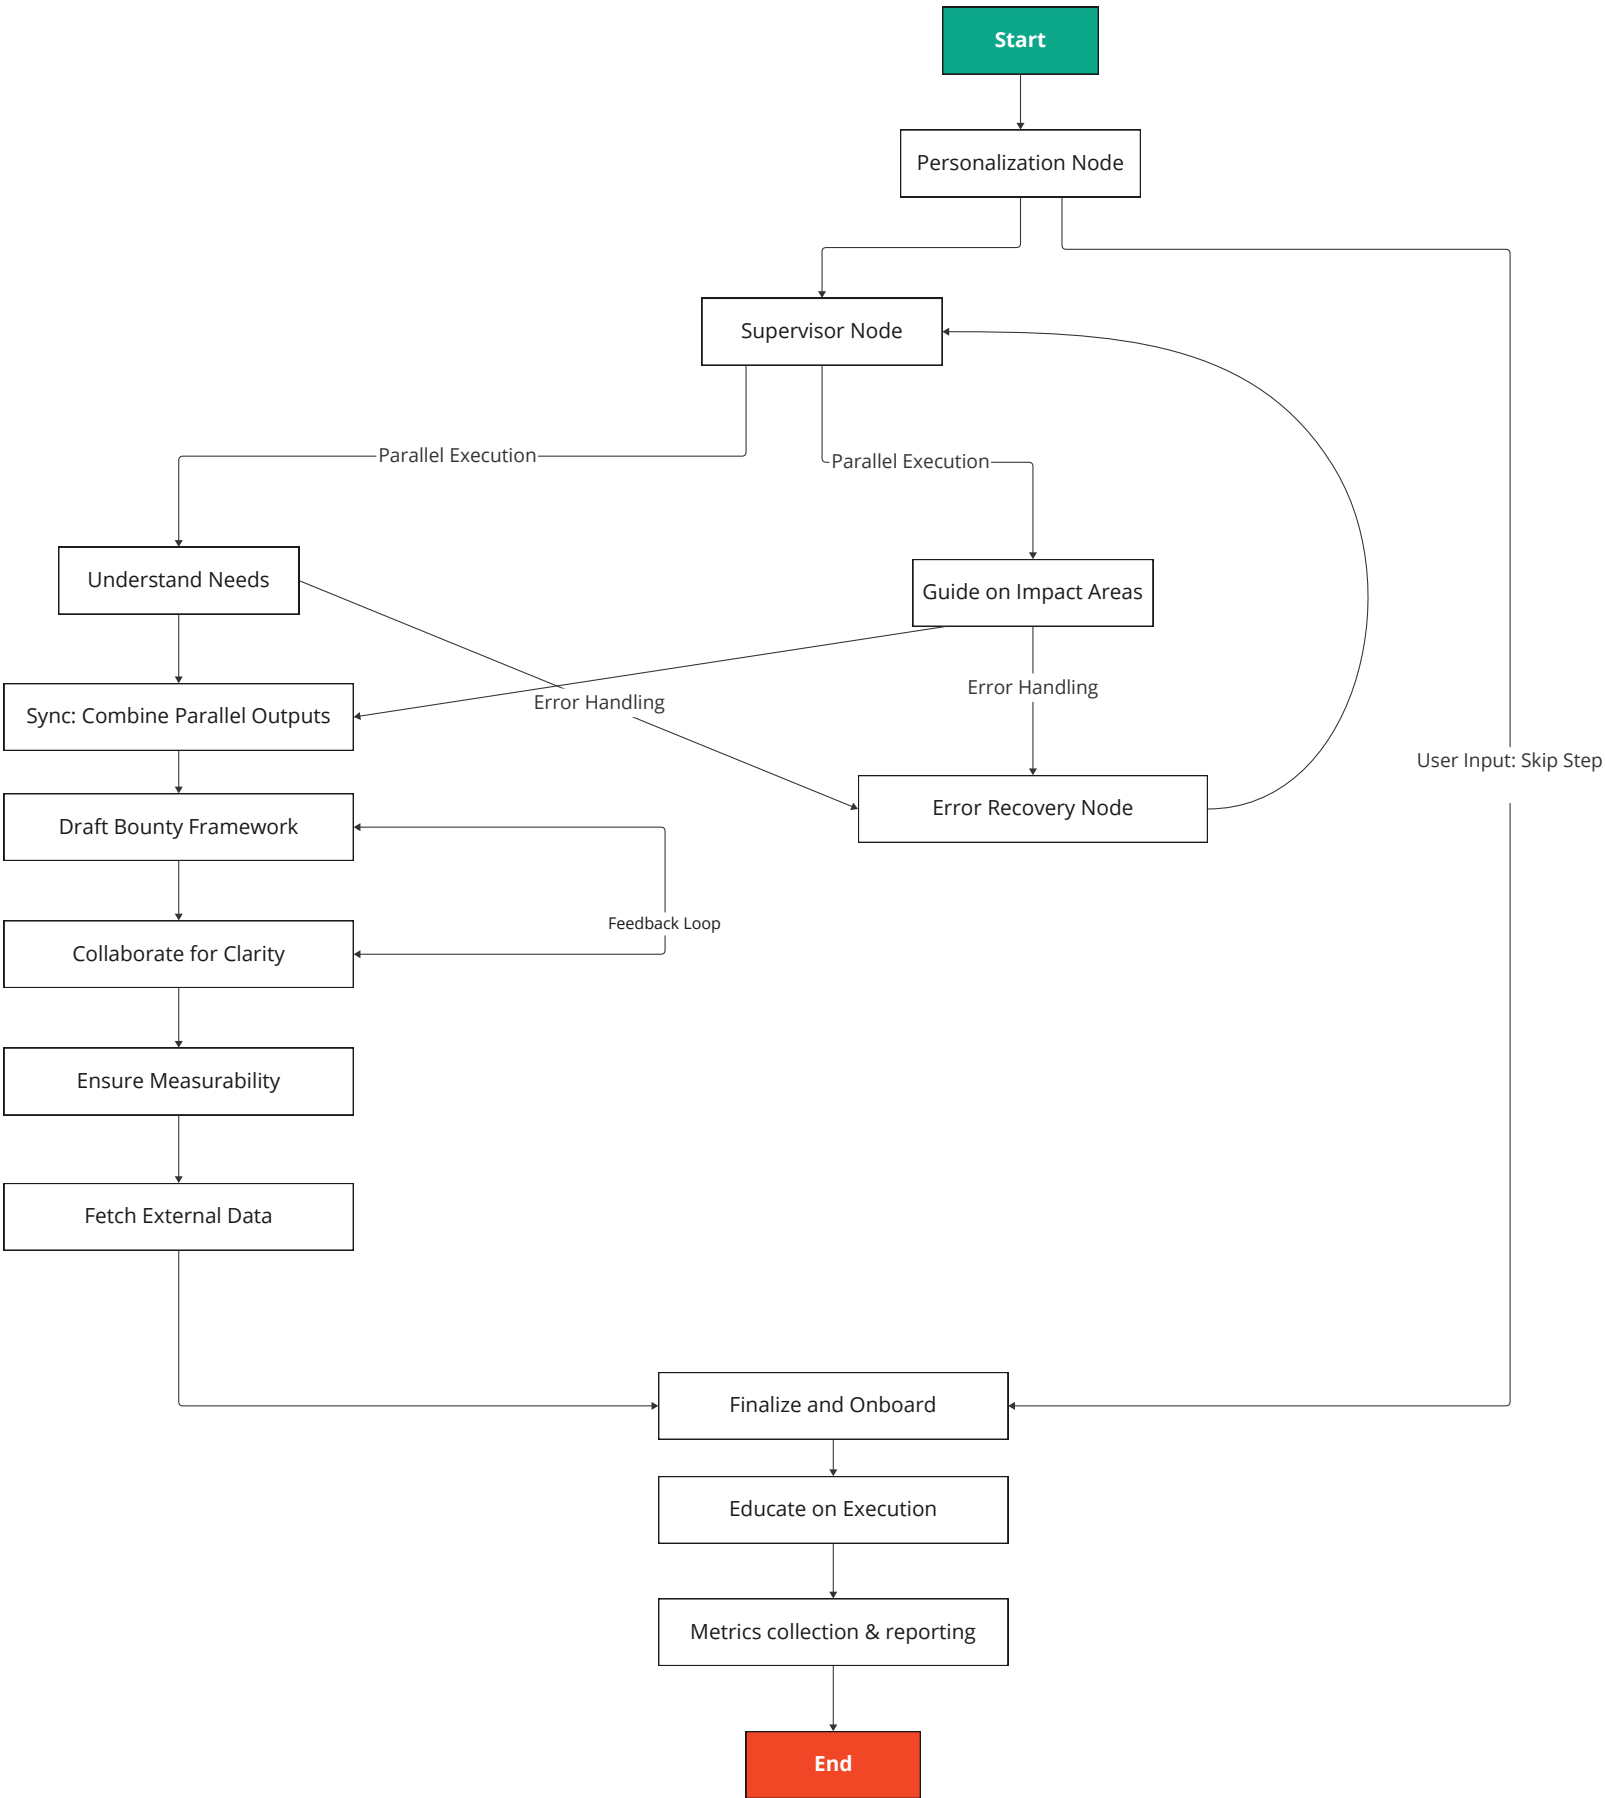 Start
Personalization Node
Supervisor Node
Parallel Execution
Parallel Execution
Understand Needs
Guide on Impact Areas
Error Handling
Error Handling
Sync: Combine Parallel Outputs
User Input: Skip Step
Draft Bounty Framework
Error Recovery Node
Feedback Loop
Collaborate for Clarity
Ensure Measurability
Fetch External Data
Finalize and Onboard
Educate on Execution
Metrics collection & reporting
End